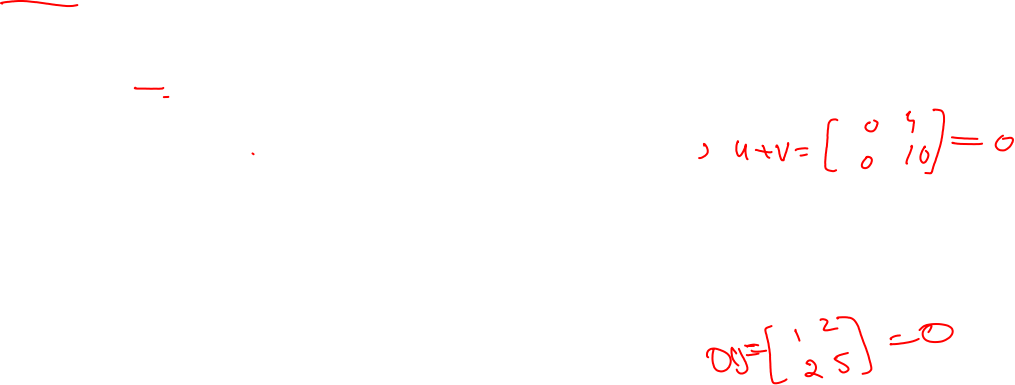 , u+v = [ 0 4
0 10 ] = 0
= [ 1 2
2 5 ] = 0